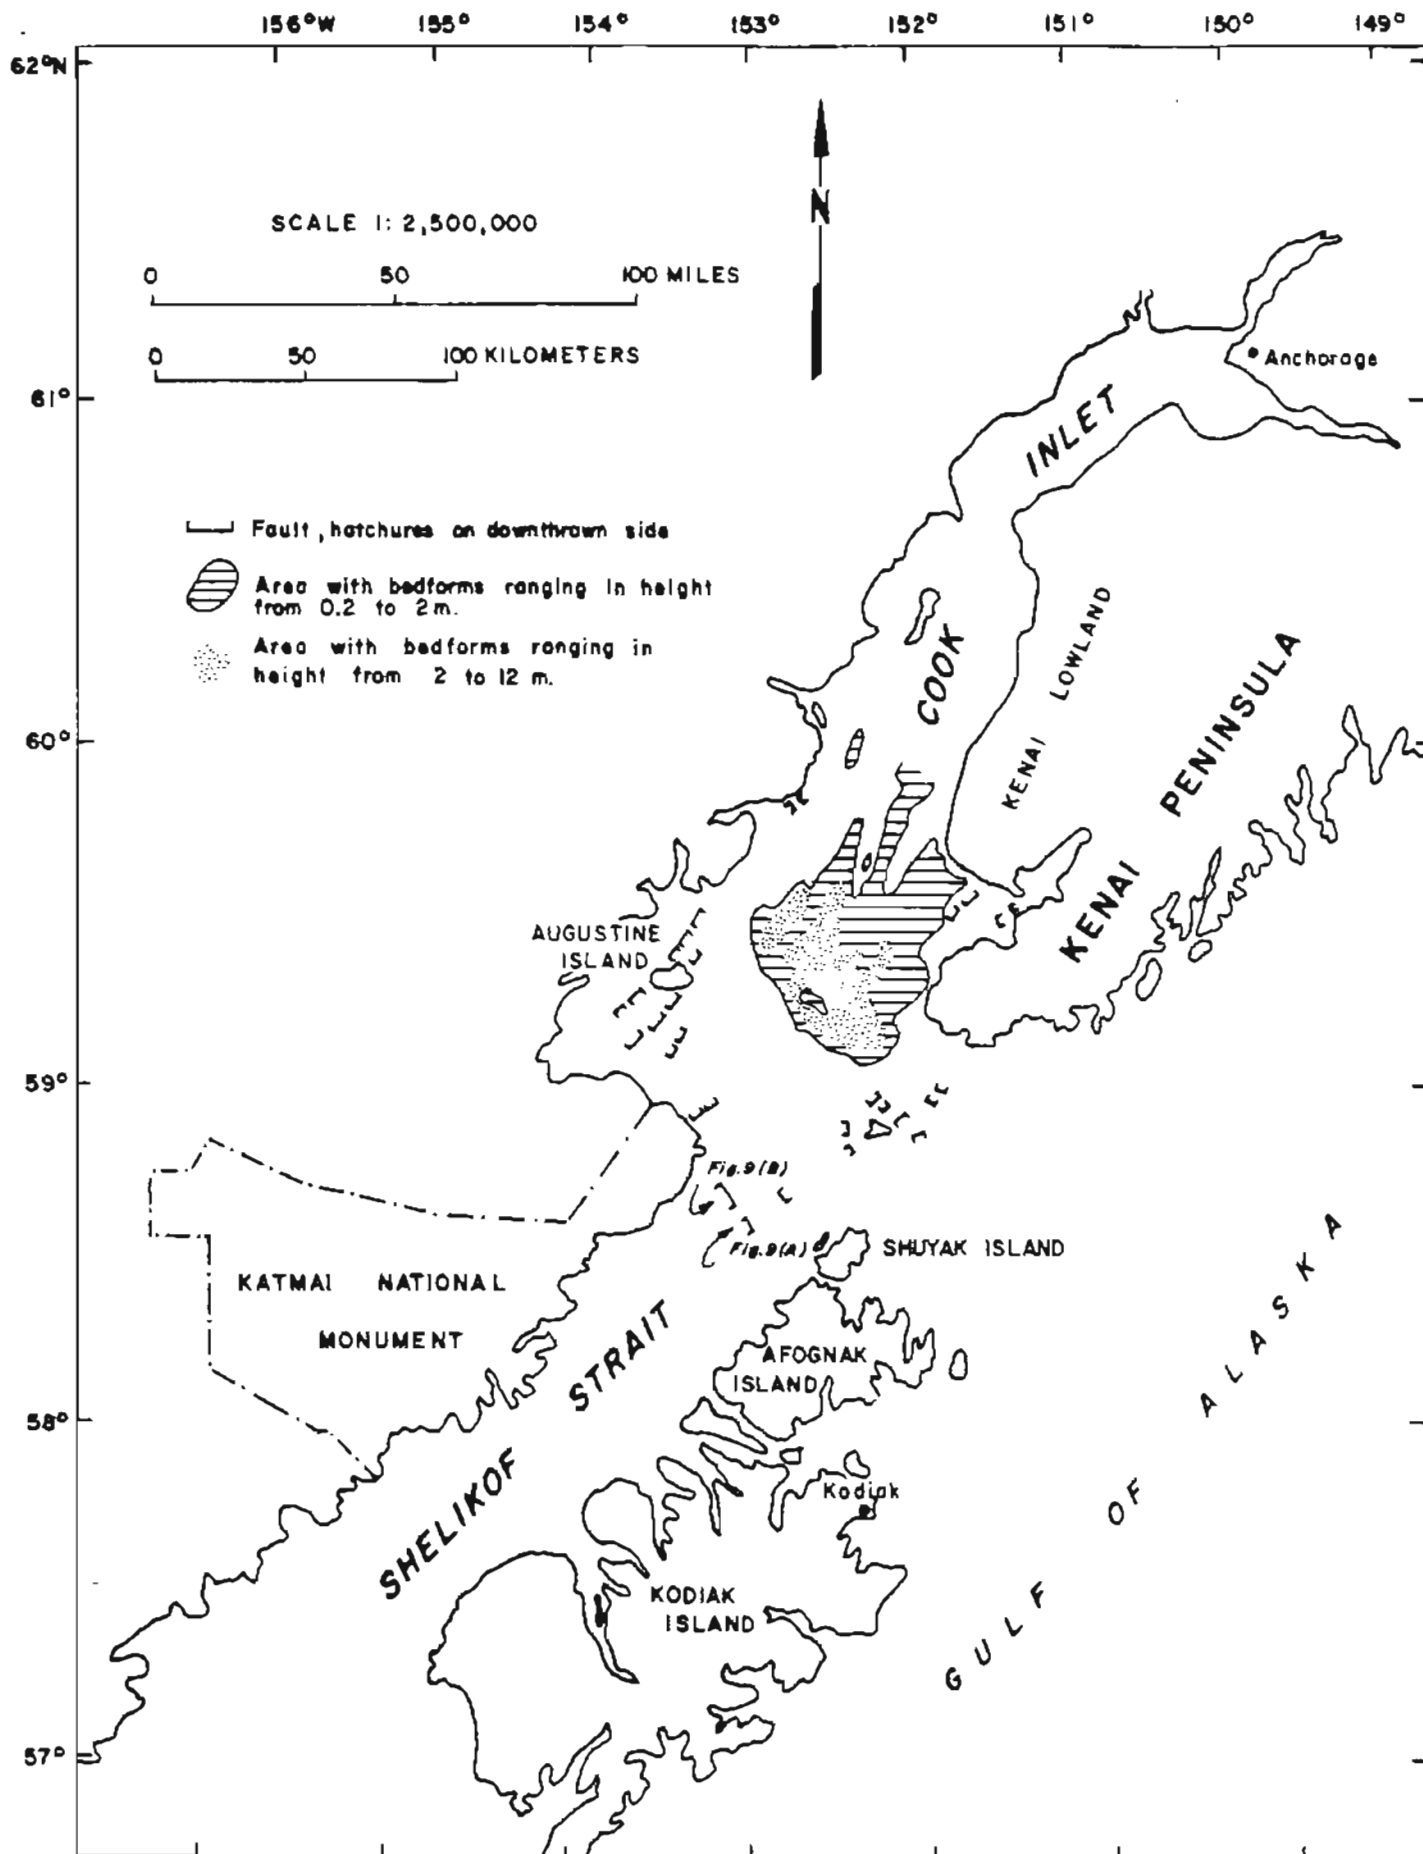 156°W 155° 154° 153° 152° 151° 150° 149°
62°N
N
SCALE 1: 2,500,000
0 50 100 MILES
0 50 100 KILOMETERS
Anchorage
61°
INLET
Fault, hatchures on downthrown side
Area with bedforms ranging in height
from 0.2 to 2m.
Area with bedforms ranging in
height from 2 to 12 m.
COOK
KENAI LOWLAND
60°
KENAI PENINSULA
AUGUSTINE
ISLAND
59°
Fig.9(B)
Fig.9(A)
SHUYAK ISLAND
KATMAI NATIONAL
MONUMENT
SHELIKOF STRAIT
AFOGNAK
ISLAND
58°
Kodiak
KODIAK
ISLAND
GULF OF ALASKA
57°